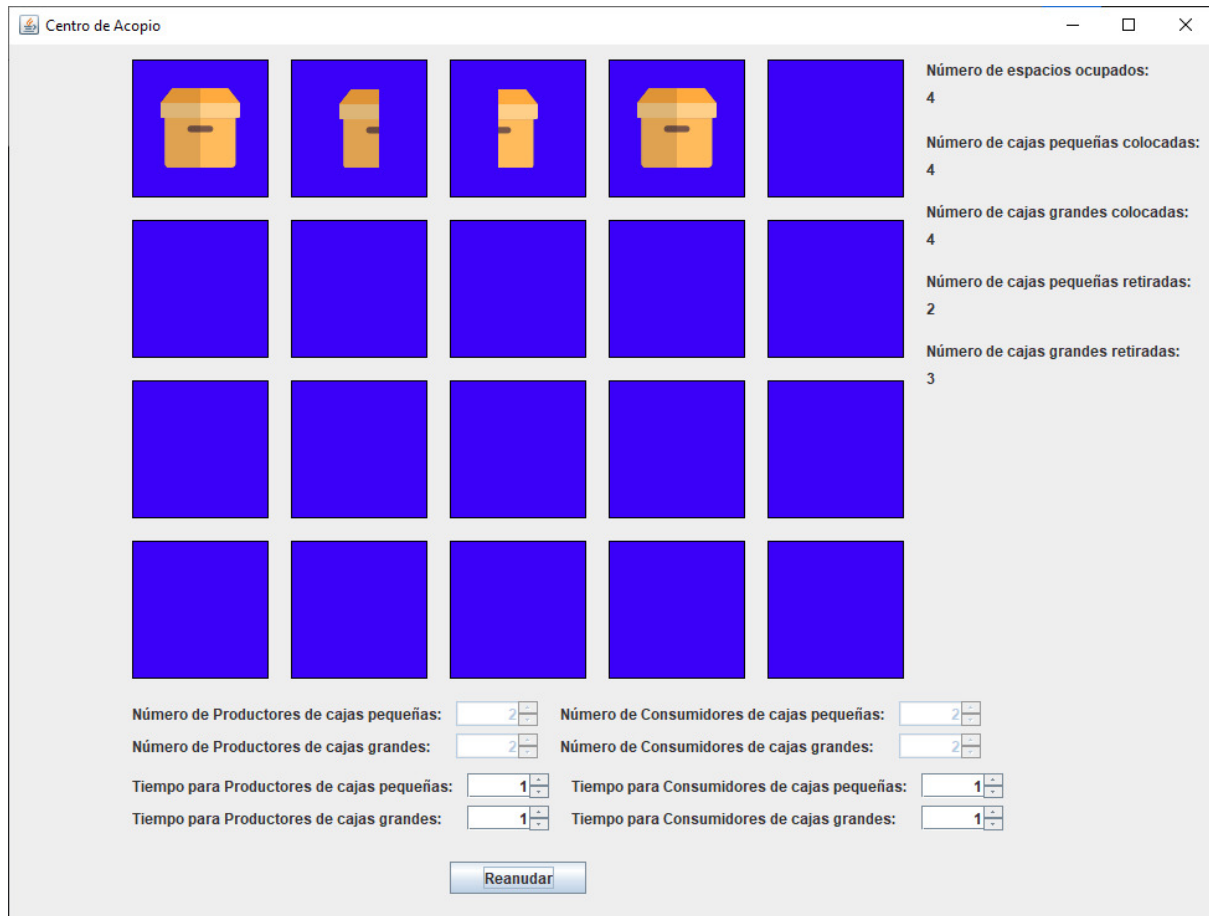 Centro de Acopio
Número de espacios ocupados:
4
Número de cajas pequeñas colocadas:
4
Número de cajas grandes colocadas:
4
Número de cajas pequeñas retiradas:
2
Número de cajas grandes retiradas:
3
Número de Productores de cajas pequeñas: 2 Número de Consumidores de cajas pequeñas: 2
Número de Productores de cajas grandes: 2 Número de Consumidores de cajas grandes: 2
Tiempo para Productores de cajas pequeñas: 1 Tiempo para Consumidores de cajas pequeñas: 1
Tiempo para Productores de cajas grandes: 1 Tiempo para Consumidores de cajas grandes: 1
Reanudar